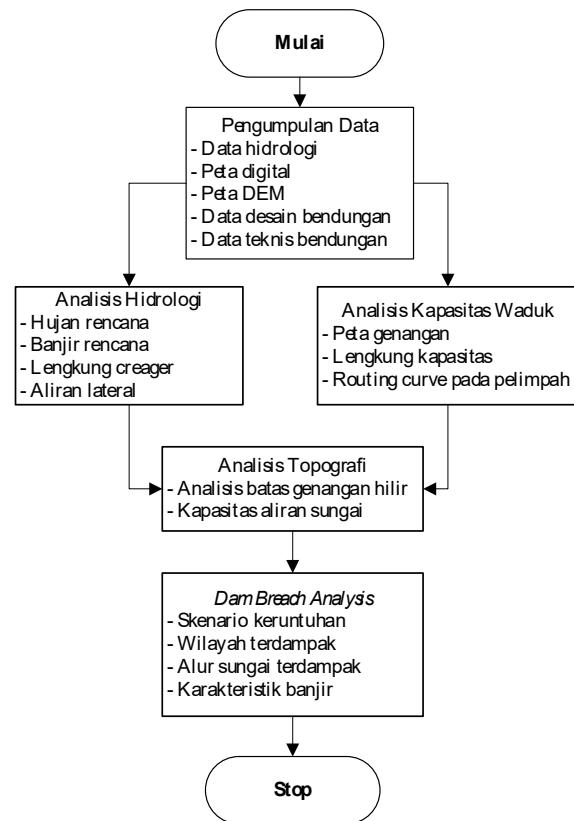 Mulai
Pengumpulan Data
- Data hidrologi
- Peta digital
- Peta DEM
- Data desain bendungan
- Data teknis bendungan
Analisis Hidrologi
- Hujan rencana
- Banjir rencana
- Lengkung creager
- Aliran lateral
Analisis Kapasitas Waduk
- Peta genangan
- Lengkung kapasitas
- Routing curve pada pelimpah
Analisis Topografi
- Analisis batas genangan hilir
- Kapasitas aliran sungai
Dam Breach Analysis
- Skenario keruntuhan
- Wilayah terdampak
- Alur sungai terdampak
- Karakteristik banjir
Stop